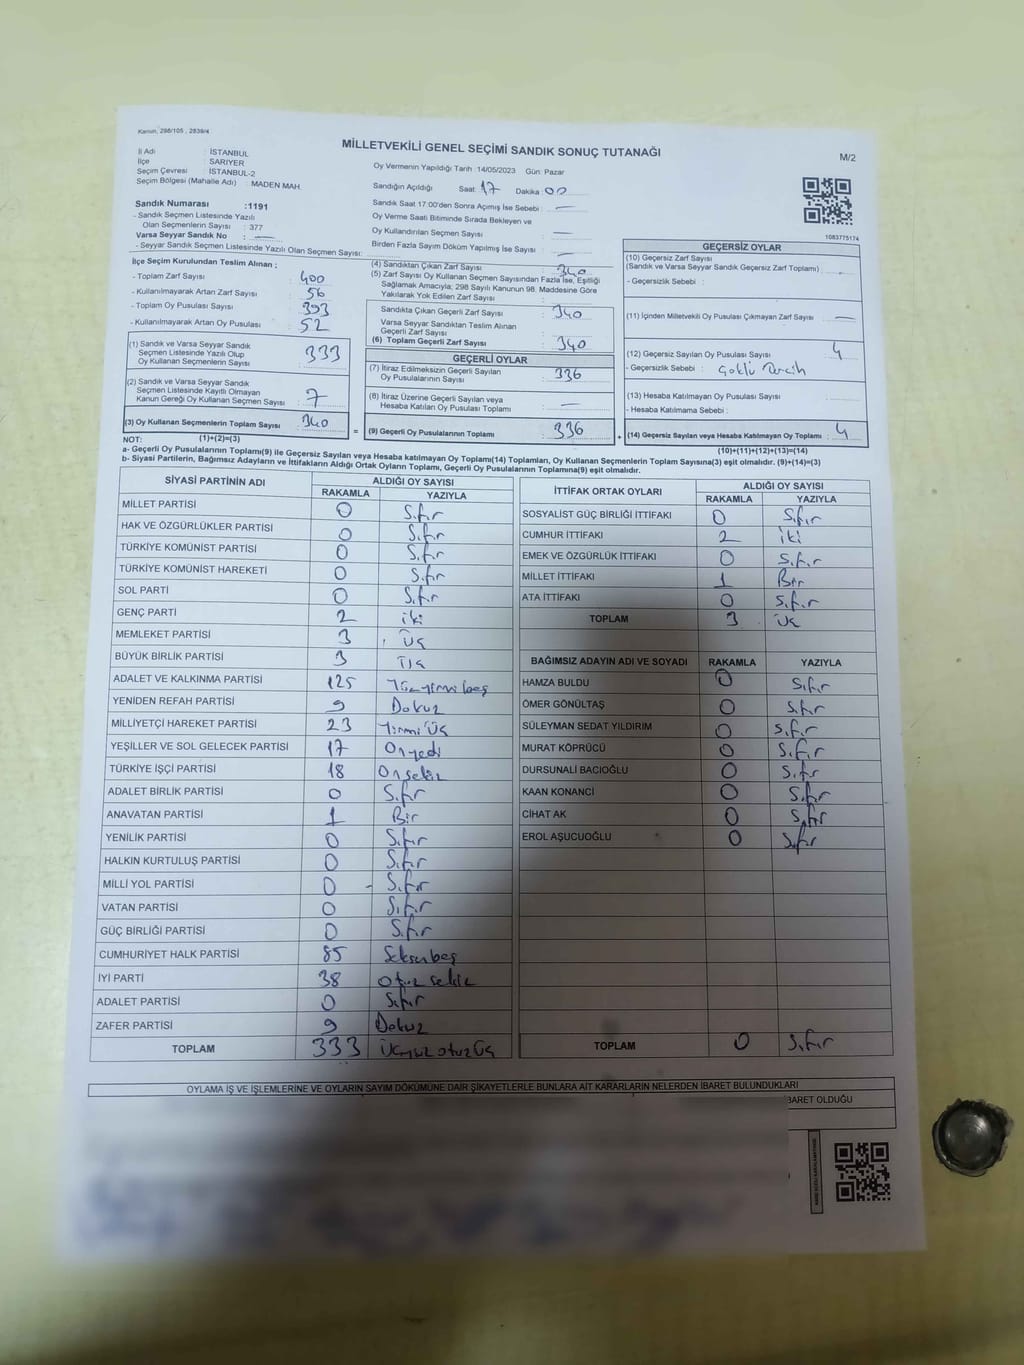 Kanun, 298/105 , 2839/4
MİLLETVEKİLİ GENEL SEÇİMİ SANDIK SONUÇ TUTANAĞI
M/2
İl Adı : İSTANBUL
İlçe : SARIYER
Seçim Çevresi : İSTANBUL-2
Seçim Bölgesi (Mahalle Adı) : MADEN MAH.
Sandık Numarası :1191
- Sandık Seçmen Listesinde Yazılı
Olan Seçmenlerin Sayısı : 377
Varsa Seyyar Sandık No : —
- Seyyar Sandık Seçmen Listesinde Yazılı Olan Seçmen Sayısı:
Oy Vermenin Yapıldığı Tarih :14/05/2023 Gün: Pazar
Sandığın Açıldığı Saat: 17 Dakika: 00
Sandık Saat 17.00'den Sonra Açımış İse Sebebi : —
Oy Verme Saati Bitiminde Sırada Bekleyen ve
Oy Kullandırılan Seçmen Sayısı : —
Birden Fazla Sayım Döküm Yapılmış İse Sayısı : —
1083775174
İlçe Seçim Kurulundan Teslim Alınan ;
- Toplam Zarf Sayısı : 400
- Kullanılmayarak Artan Zarf Sayısı : 56
- Toplam Oy Pusulası Sayısı : 393
- Kullanılmayarak Artan Oy Pusulası : 52
(1) Sandık ve Varsa Seyyar Sandık
Seçmen Listesinde Yazılı Olup
Oy Kullanan Seçmenlerin Sayısı : 333
(2) Sandık ve Varsa Seyyar Sandık
Seçmen Listesinde Kayıtlı Olmayan
Kanun Gereği Oy Kullanan Seçmen Sayısı : 7
(3) Oy Kullanan Seçmenlerin Toplam Sayısı : 340
(4) Sandıktan Çıkan Zarf Sayısı : 340
(5) Zarf Sayısı Oy Kullanan Seçmen Sayısından Fazla İse, Eşitliği
Sağlamak Amacıyla; 298 Sayılı Kanunun 98. Maddesine Göre
Yakılarak Yok Edilen Zarf Sayısı :
Sandıkta Çıkan Geçerli Zarf Sayısı : 340
Varsa Seyyar Sandıktan Teslim Alınan
Geçerli Zarf Sayısı :
(6) Toplam Geçerli Zarf Sayısı : 340
GEÇERLİ OYLAR
(7) İtiraz Edilmeksizin Geçerli Sayılan
Oy Pusulalarının Sayısı : 336
(8) İtiraz Üzerine Geçerli Sayılan veya
Hesaba Katılan Oy Pusulası Toplamı : —
= (9) Geçerli Oy Pusulalarının Toplamı : 336
GEÇERSİZ OYLAR
(10) Geçersiz Zarf Sayısı
(Sandık ve Varsa Seyyar Sandık Geçersiz Zarf Toplamı) :
- Geçersizlik Sebebi :
(11) İçinden Milletvekili Oy Pusulası Çıkmayan Zarf Sayısı : —
(12) Geçersiz Sayılan Oy Pusulası Sayısı : 4
- Geçersizlik Sebebi : Çoklu Tercih
(13) Hesaba Katılmayan Oy Pusulası Sayısı :
- Hesaba Katılmama Sebebi :
+ (14) Geçersiz Sayılan veya Hesaba Katılmayan Oy Toplamı : 4
NOT: (1)+(2)=(3) (10)+(11)+(12)+(13)=(14)
a- Geçerli Oy Pusulalarının Toplamı(9) ile Geçersiz Sayılan veya Hesaba katılmayan Oy Toplamı(14) Toplamları, Oy Kullanan Seçmenlerin Toplam Sayısına(3) eşit olmalıdır. (9)+(14)=(3)
b- Siyasi Partilerin, Bağımsız Adayların ve İttifakların Aldığı Ortak Oyların Toplamı, Geçerli Oy Pusulalarının Toplamına(9) eşit olmalıdır.
SİYASİ PARTİNİN ADI ALDIĞI OY SAYISI
RAKAMLA YAZIYLA
MİLLET PARTİSİ 0 Sıfır
HAK VE ÖZGÜRLÜKLER PARTİSİ 0 Sıfır
TÜRKİYE KOMÜNİST PARTİSİ 0 Sıfır
TÜRKİYE KOMÜNİST HAREKETİ 0 Sıfır
SOL PARTİ 0 Sıfır
GENÇ PARTİ 2 iki
MEMLEKET PARTİSİ 3 Üç
BÜYÜK BİRLİK PARTİSİ 3 Üç
ADALET VE KALKINMA PARTİSİ 125 Yüzyirmibeş
YENİDEN REFAH PARTİSİ 9 Dokuz
MİLLİYETÇİ HAREKET PARTİSİ 23 Yirmi Üç
YEŞİLLER VE SOL GELECEK PARTİSİ 17 Onyedi
TÜRKİYE İŞÇİ PARTİSİ 18 Onsekiz
ADALET BİRLİK PARTİSİ 0 Sıfır
ANAVATAN PARTİSİ 1 Bir
YENİLİK PARTİSİ 0 Sıfır
HALKIN KURTULUŞ PARTİSİ 0 Sıfır
MİLLİ YOL PARTİSİ 0 Sıfır
VATAN PARTİSİ 0 Sıfır
GÜÇ BİRLİĞİ PARTİSİ 0 Sıfır
CUMHURİYET HALK PARTİSİ 85 Seksenbeş
İYİ PARTİ 38 otuz sekiz
ADALET PARTİSİ 0 Sıfır
ZAFER PARTİSİ 9 Dokuz
TOPLAM 333 üçyüz otuz üç
İTTİFAK ORTAK OYLARI ALDIĞI OY SAYISI
RAKAMLA YAZIYLA
SOSYALİST GÜÇ BİRLİĞİ İTTİFAKI 0 Sıfır
CUMHUR İTTİFAKI 2 iki
EMEK VE ÖZGÜRLÜK İTTİFAKI 0 Sıfır
MİLLET İTTİFAKI 1 Bir
ATA İTTİFAKI 0 Sıfır
TOPLAM 3 üç
BAĞIMSIZ ADAYIN ADI VE SOYADI RAKAMLA YAZIYLA
HAMZA BULDU 0 Sıfır
ÖMER GÖNÜLTAŞ 0 Sıfır
SÜLEYMAN SEDAT YILDIRIM 0 Sıfır
MURAT KÖPRÜCÜ 0 Sıfır
DURSUNALİ BACIOĞLU 0 Sıfır
KAAN KONANCİ 0 Sıfır
CİHAT AK 0 Sıfır
EROL AŞUCUOĞLU 0 Sıfır
TOPLAM 0 Sıfır
OYLAMA İŞ VE İŞLEMLERİNE VE OYLARIN SAYIM DÖKÜMÜNE DAİR ŞİKAYETLERLE BUNLARA AİT KARARLARIN NELERDEN İBARET BULUNDUKLARI
BARET OLDUĞU